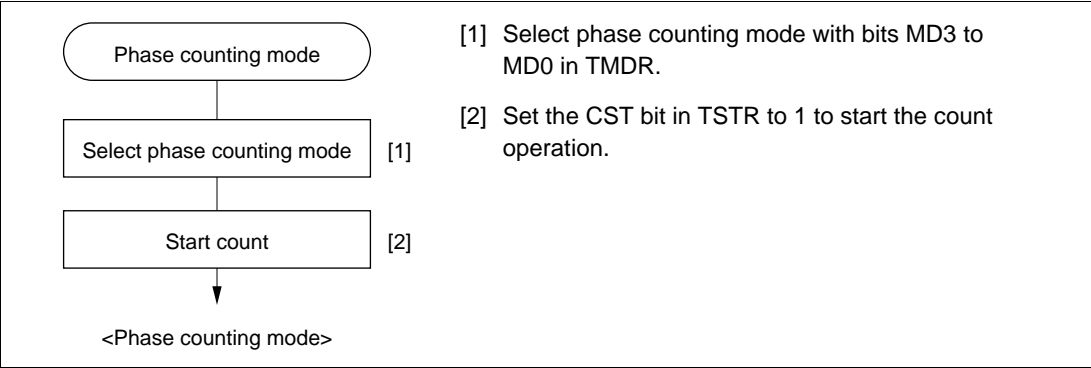 Phase counting mode
Select phase counting mode [1]
Start count [2]
<Phase counting mode>
[1] Select phase counting mode with bits MD3 to
MD0 in TMDR.
[2] Set the CST bit in TSTR to 1 to start the count
operation.